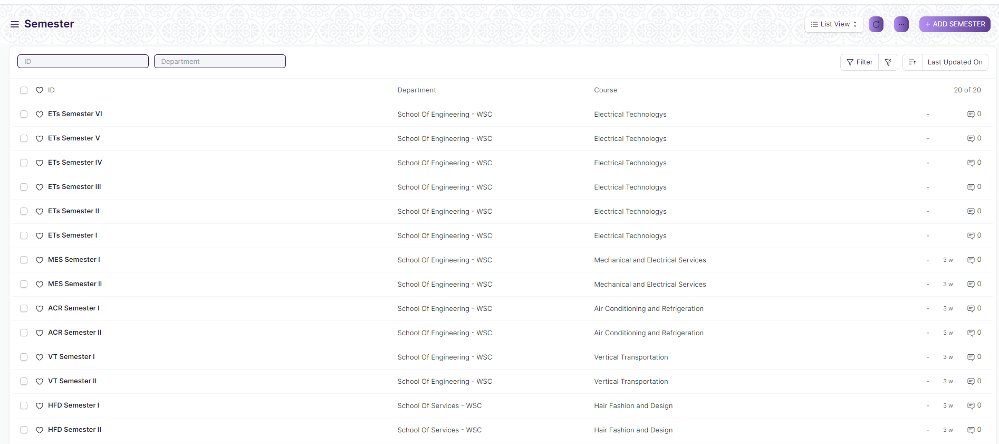 Semester
List View
+ ADD SEMESTER
ID
Department
Filter
Last Updated On
ID Department Course 20 of 20
ETs Semester VI School Of Engineering - WSC Electrical Technologys - 0
ETs Semester V School Of Engineering - WSC Electrical Technologys - 0
ETs Semester IV School Of Engineering - WSC Electrical Technologys - 0
ETs Semester III School Of Engineering - WSC Electrical Technologys - 0
ETs Semester II School Of Engineering - WSC Electrical Technologys - 0
ETs Semester I School Of Engineering - WSC Electrical Technologys - 0
MES Semester I School Of Engineering - WSC Mechanical and Electrical Services - 3 w 0
MES Semester II School Of Engineering - WSC Mechanical and Electrical Services - 3 w 0
ACR Semester I School Of Engineering - WSC Air Conditioning and Refrigeration - 3 w 0
ACR Semester II School Of Engineering - WSC Air Conditioning and Refrigeration - 3 w 0
VT Semester I School Of Engineering - WSC Vertical Transportation - 3 w 0
VT Semester II School Of Engineering - WSC Vertical Transportation - 3 w 0
HFD Semester I School Of Services - WSC Hair Fashion and Design - 3 w 0
HFD Semester II School Of Services - WSC Hair Fashion and Design - 3 w 0